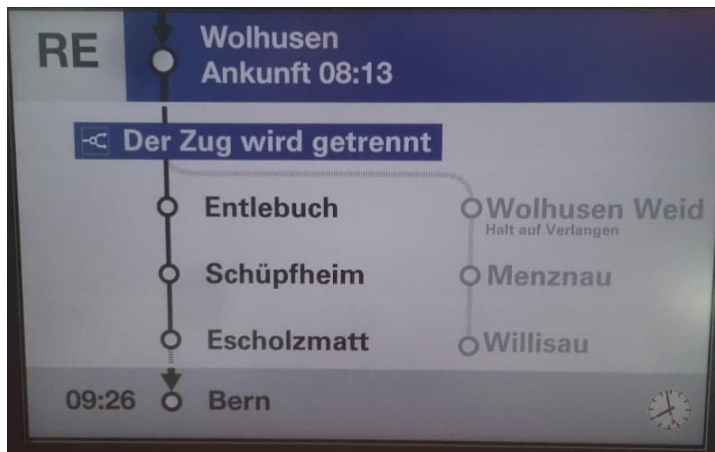 RE
Wolhusen
Ankunft 08:13
Der Zug wird getrennt
Entlebuch
Wolhusen Weid
Halt auf Verlangen
Schüpfheim
Menznau
Escholzmatt
Willisau
09:26 Bern